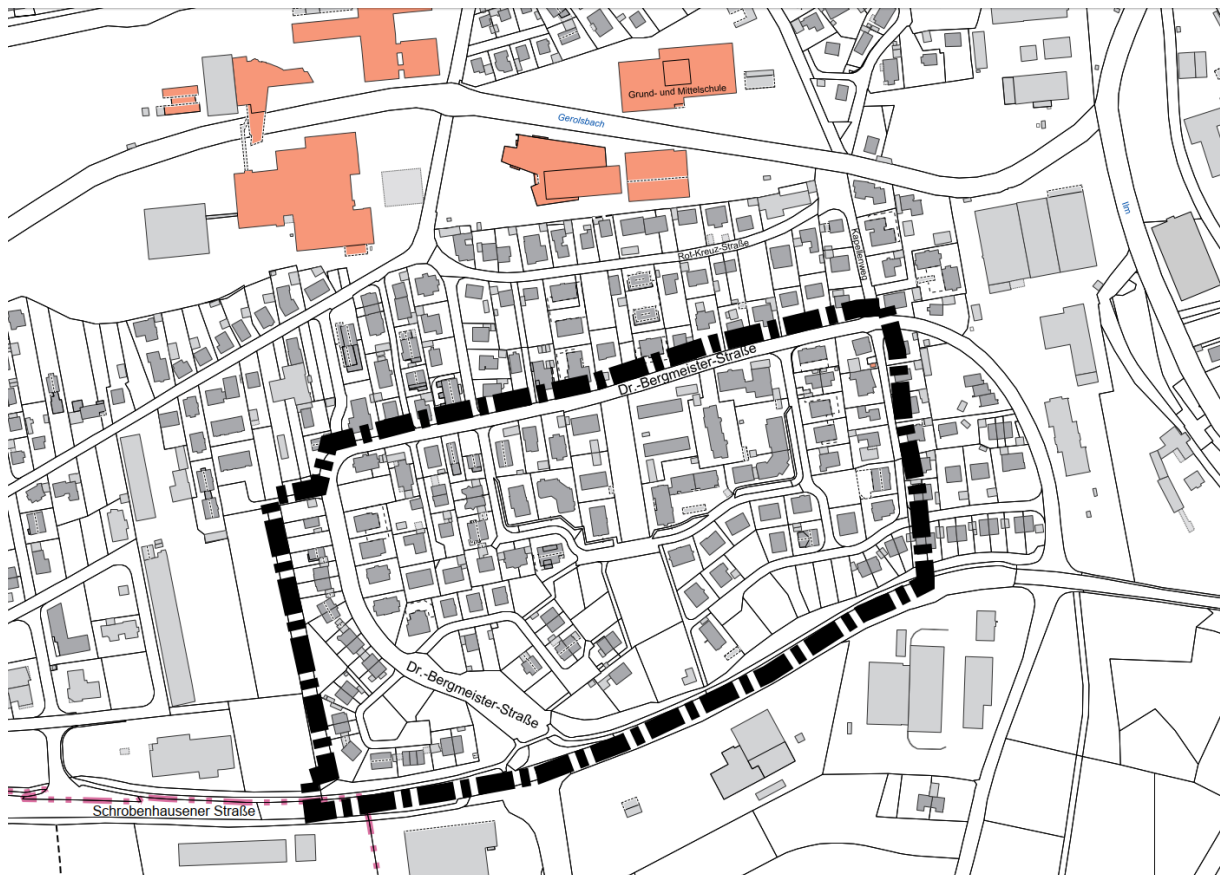 Grund- und Mittelschule
Gerolsbach
Ilm
Rot-Kreuz-Straße
Kapellenweg
Dr.-Bergmeister-Straße
Dr.-Bergmeister-Straße
Schrobenhausener Straße